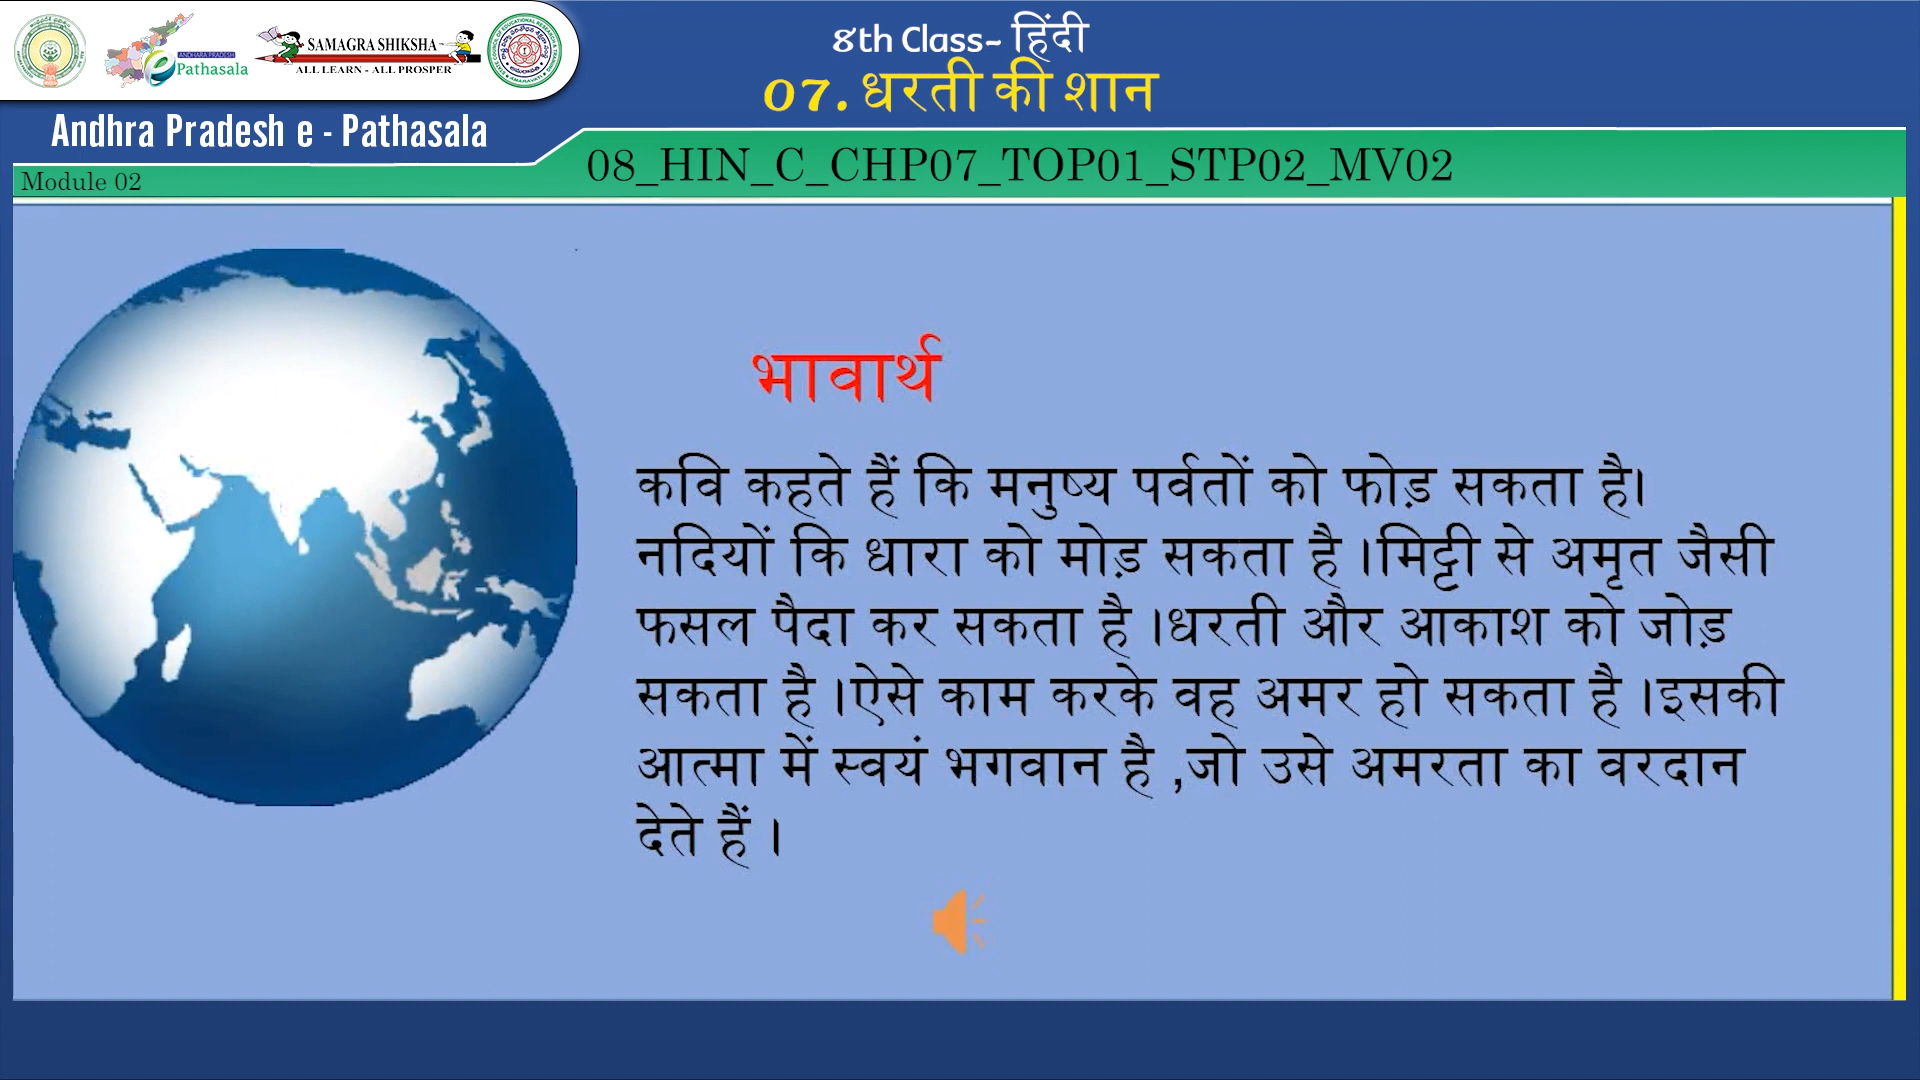 8th Class- हिंदी
07. धरती की शान
ANDHRA PRADESH
e Pathasala
SAMAGRA SHIKSHA
ALL LEARN - ALL PROSPER
Andhra Pradesh e - Pathasala
Module 02
08_HIN_C_CHP07_TOP01_STP02_MV02
भावार्थ
कवि कहते हैं कि मनुष्य पर्वतों को फोड़ सकता है।
नदियों कि धारा को मोड़ सकता है ।मिट्टी से अमृत जैसी
फसल पैदा कर सकता है ।धरती और आकाश को जोड़
सकता है ।ऐसे काम करके वह अमर हो सकता है ।इसकी
आत्मा में स्वयं भगवान है ,जो उसे अमरता का वरदान
देते हैं ।